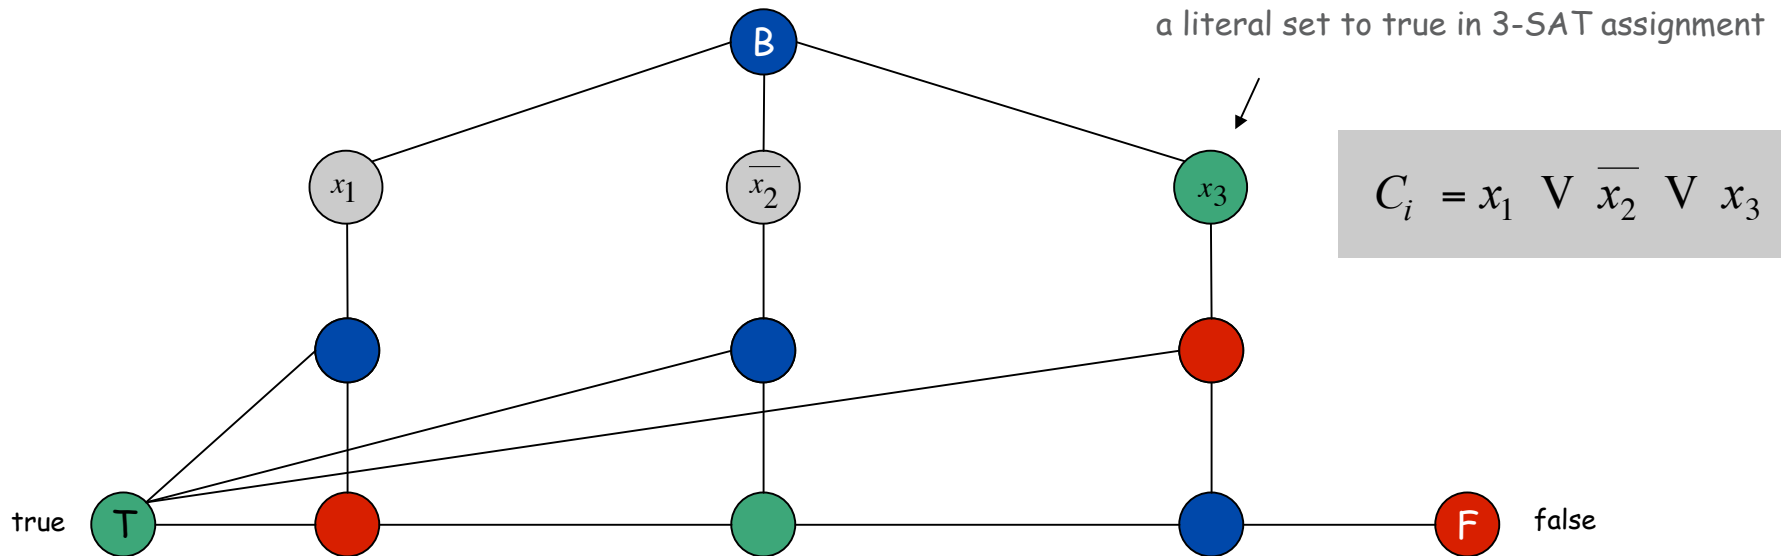 a literal set to true in 3-SAT assignment
B
x₁
x̅₂
x₃
Cᵢ = x₁ V x̅₂ V x₃
true
T
F
false